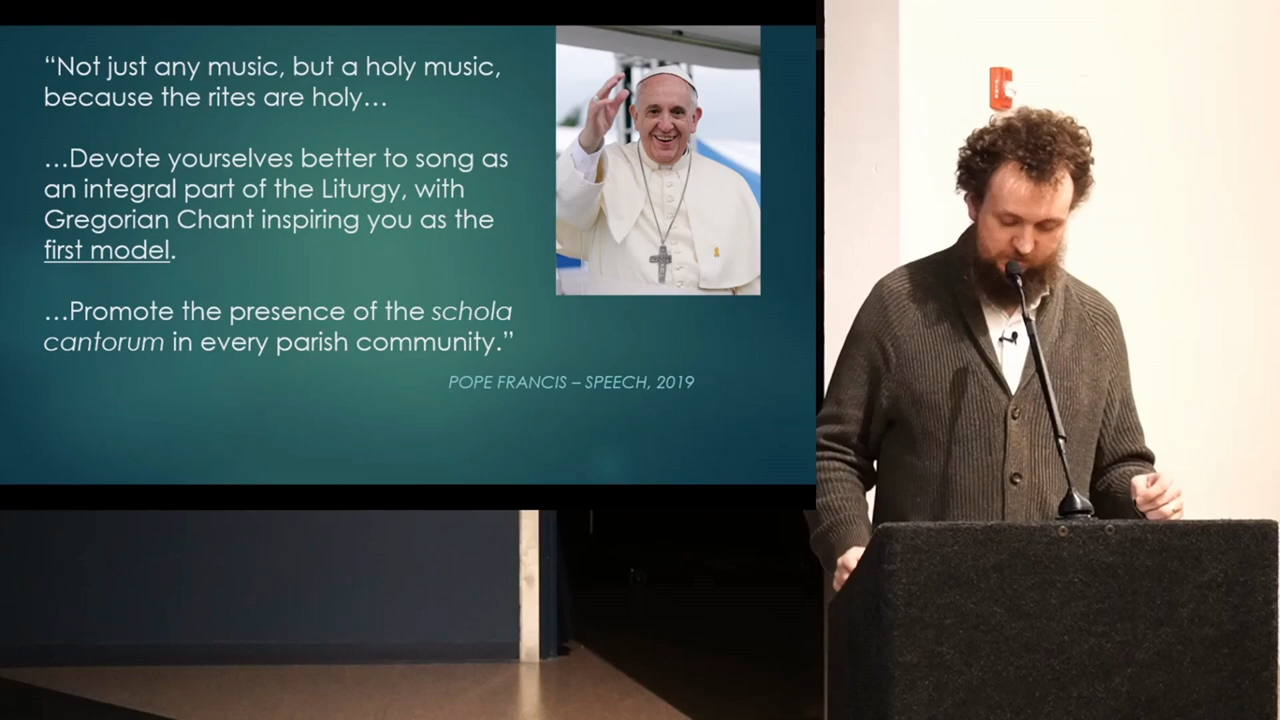 “Not just any music, but a holy music,
because the rites are holy…
…Devote yourselves better to song as
an integral part of the Liturgy, with
Gregorian Chant inspiring you as the
first model.
…Promote the presence of the schola
cantorum in every parish community.”
POPE FRANCIS – SPEECH, 2019